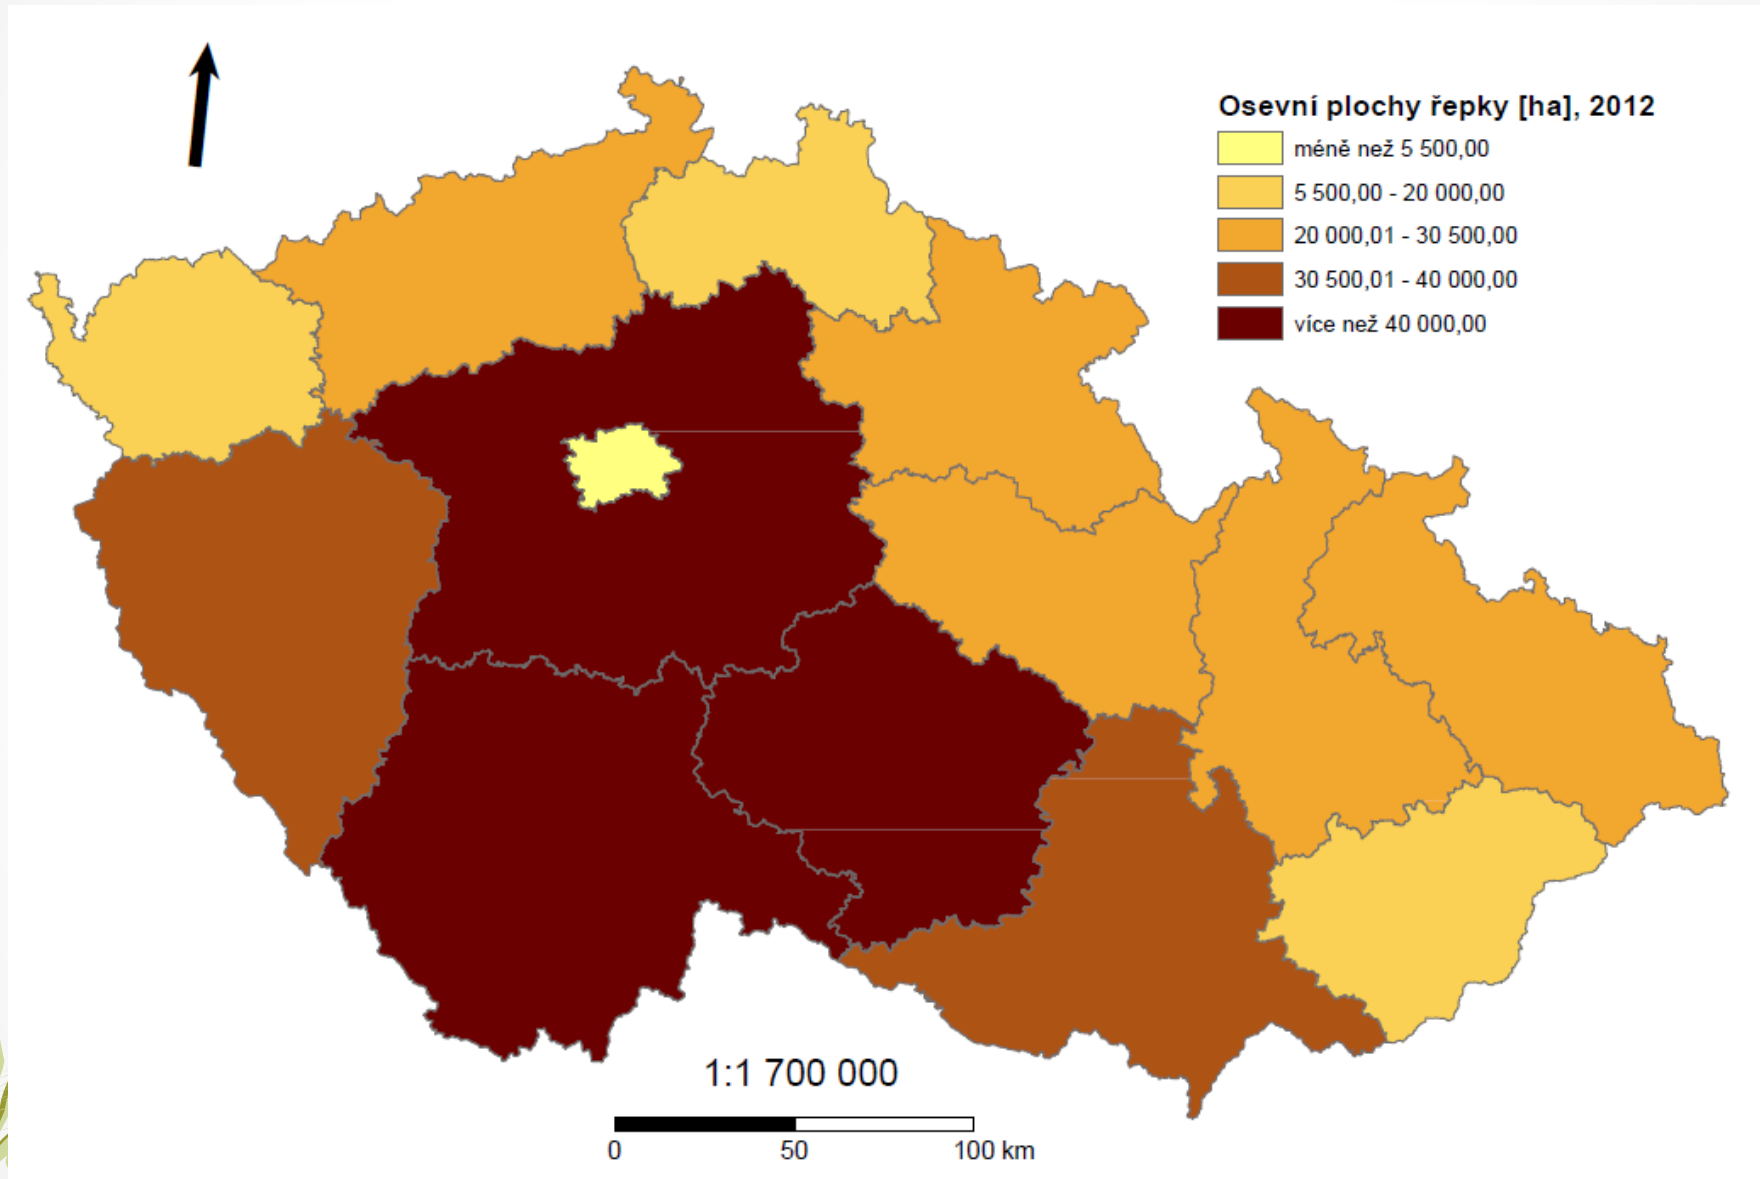 Osevní plochy řepky [ha], 2012
méně než 5 500,00
5 500,00 - 20 000,00
20 000,01 - 30 500,00
30 500,01 - 40 000,00
více než 40 000,00
1:1 700 000
0 50 100 km